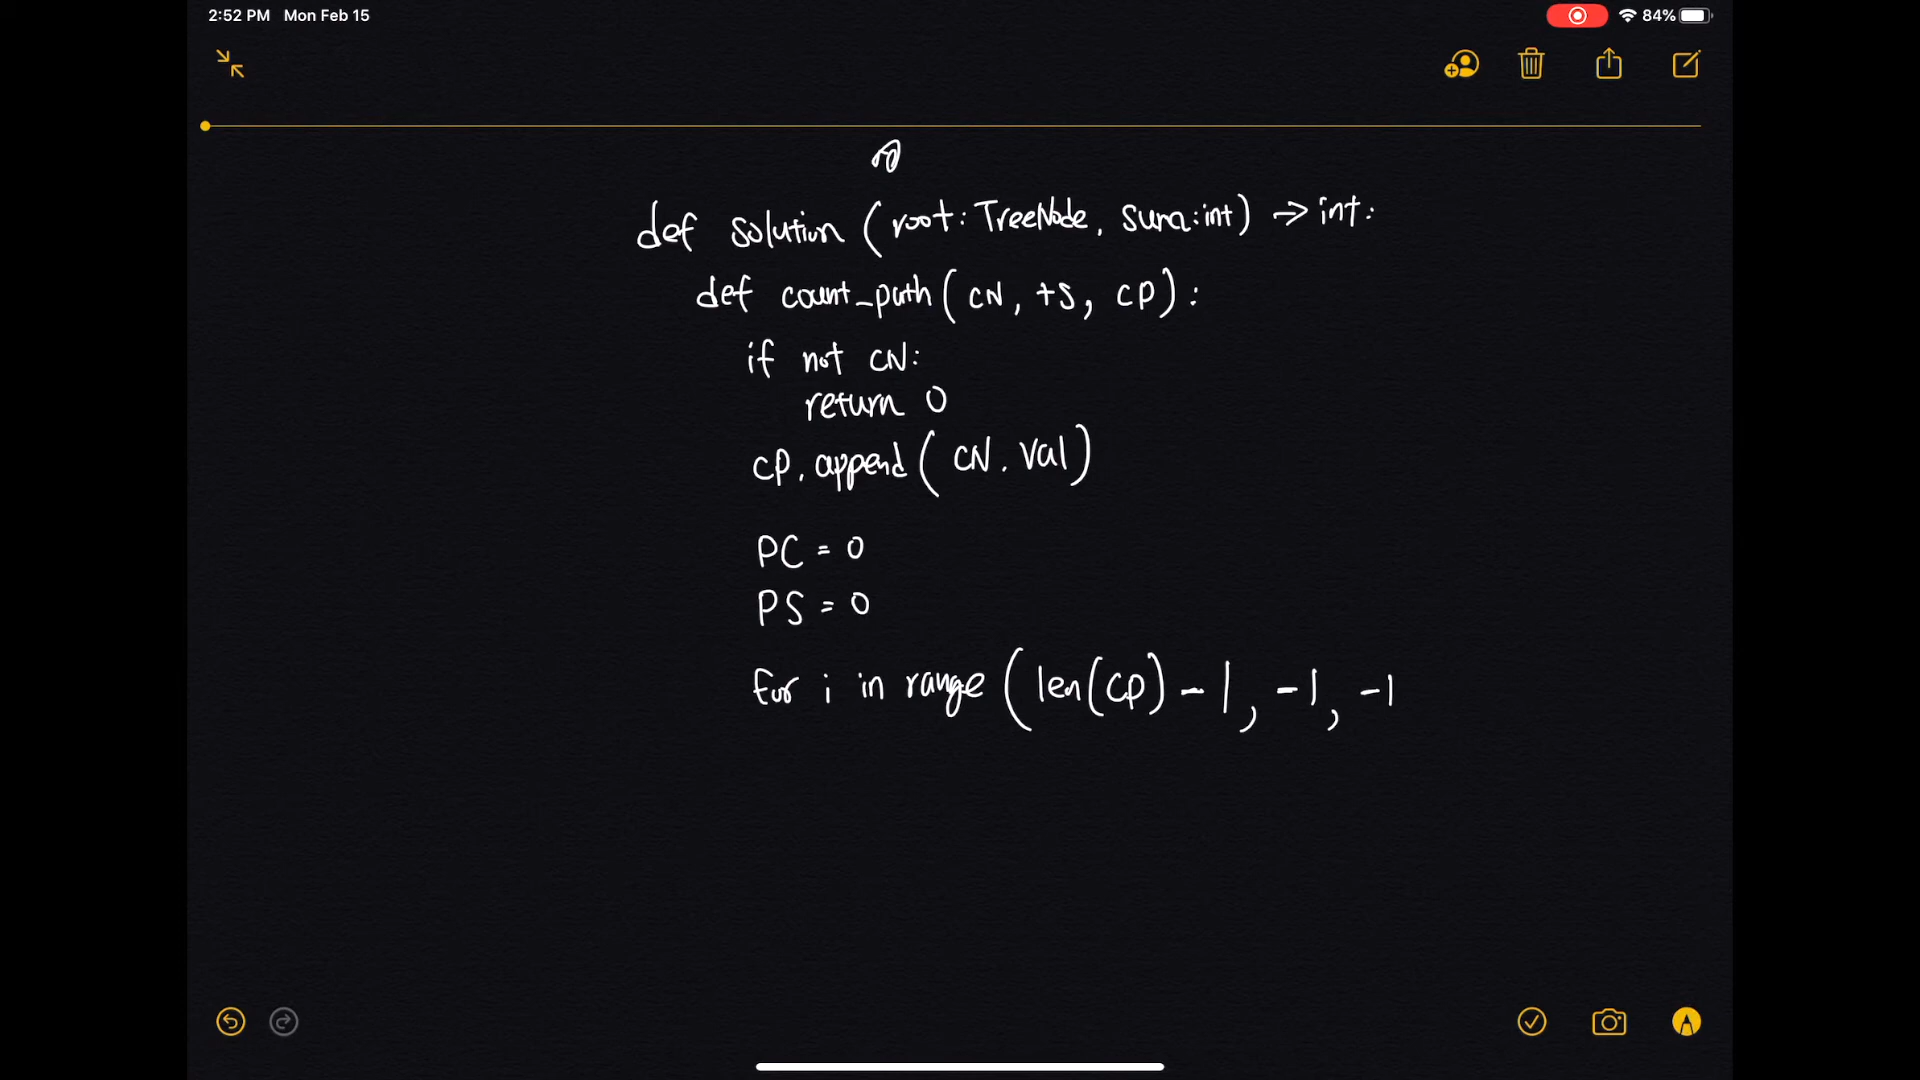 2:52 PM Mon Feb 15
84%
def solution (root: TreeNode, sum:int) -> int:
def count_path (CN, tS, CP):
if not CN:
return 0
CP.append (CN.val)
PC = 0
PS = 0
for i in range (len(CP) - 1, -1, -1